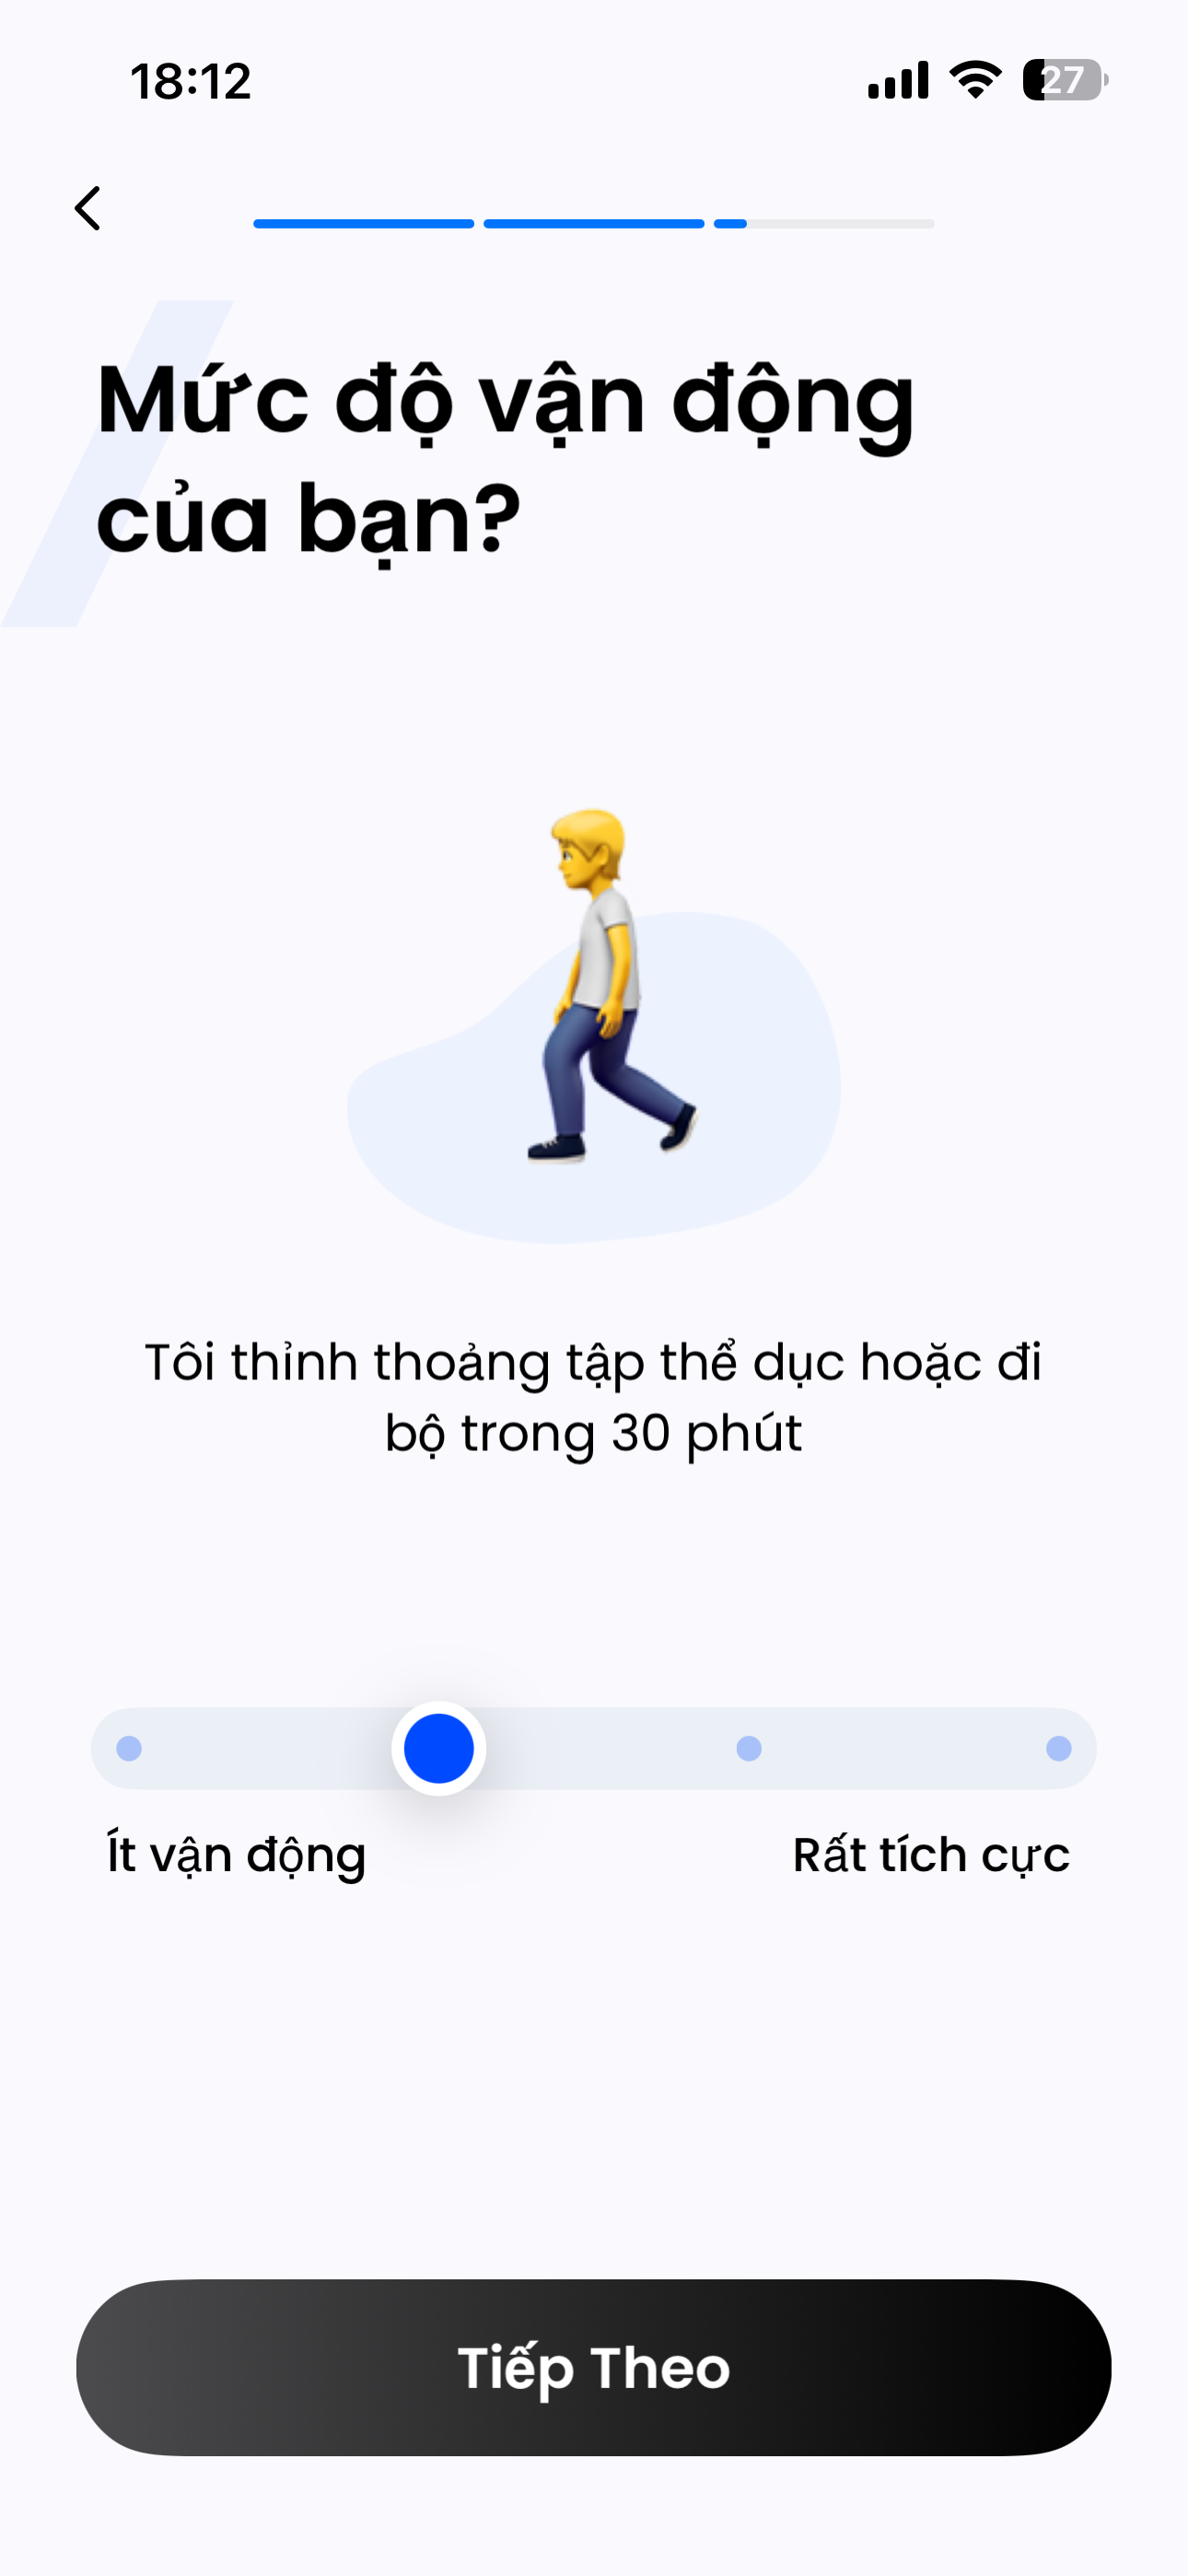 18:12
27
Mức độ vận động
của bạn?
Tôi thỉnh thoảng tập thể dục hoặc đi
bộ trong 30 phút
Ít vận động
Rất tích cực
Tiếp Theo